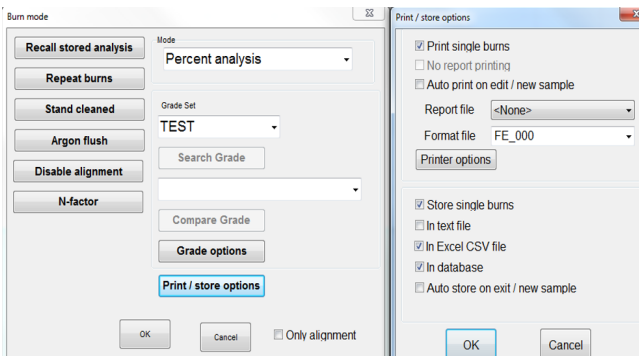 Burn mode
Recall stored analysis
Repeat burns
Stand cleaned
Argon flush
Disable alignment
N-factor
Mode
Percent analysis
Grade Set
TEST
Search Grade
Compare Grade
Grade options
Print / store options
OK
Cancel
Only alignment
Print / store options
Print single burns
No report printing
Auto print on edit / new sample
Report file
<None>
Format file
FE_000
Printer options
Store single burns
In text file
In Excel CSV file
In database
Auto store on exit / new sample
OK
Cancel